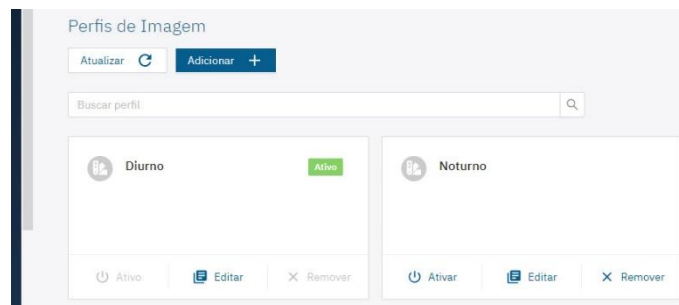 Perfis de Imagem
Atualizar Adicionar
Buscar perfil
Diurno Ativo Noturno
Ativo Editar Remover Ativar Editar Remover